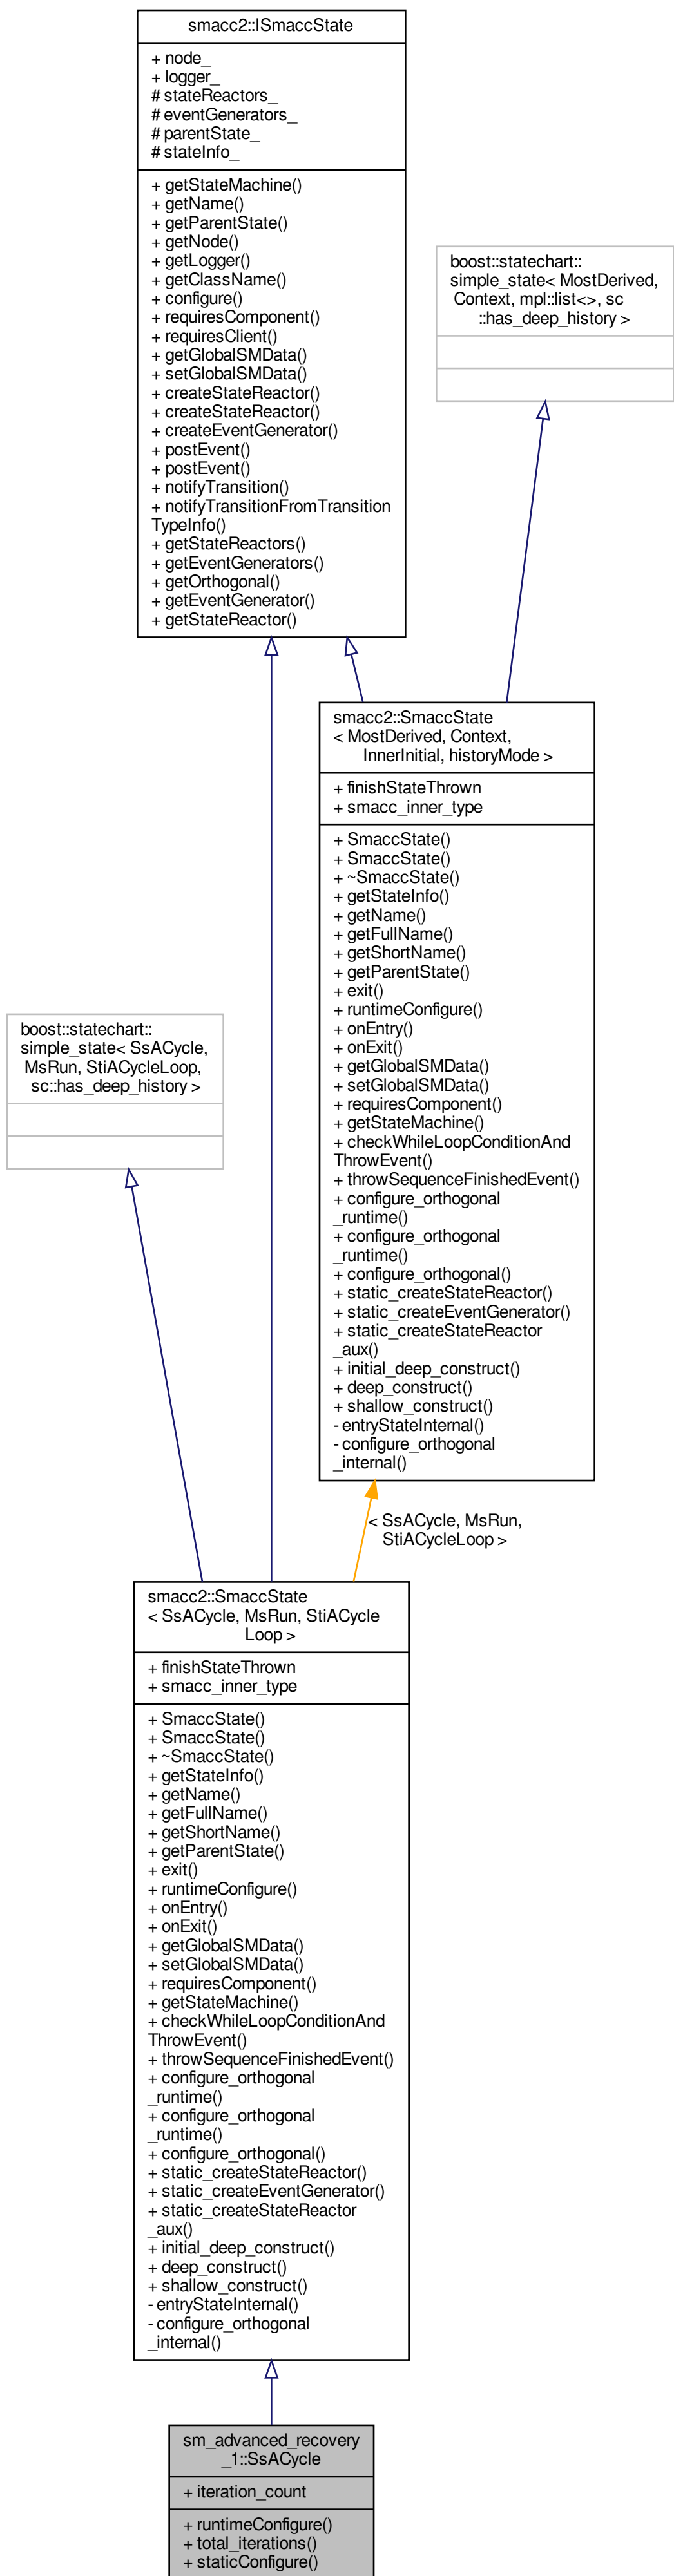 smacc2::ISmaccState
+ node_
+ logger_
# stateReactors_
# eventGenerators_
# parentState_
# stateInfo_
+ getStateMachine()
+ getName()
+ getParentState()
+ getNode()
+ getLogger()
+ getClassName()
+ configure()
+ requiresComponent()
+ requiresClient()
+ getGlobalSMData()
+ setGlobalSMData()
+ createStateReactor()
+ createStateReactor()
+ createEventGenerator()
+ postEvent()
+ postEvent()
+ notifyTransition()
+ notifyTransitionFromTransition
TypeInfo()
+ getStateReactors()
+ getEventGenerators()
+ getOrthogonal()
+ getEventGenerator()
+ getStateReactor()
boost::statechart::
simple_state< MostDerived,
Context, mpl::list<>, sc
::has_deep_history >
smacc2::SmaccState
< MostDerived, Context,
InnerInitial, historyMode >
+ finishStateThrown
+ smacc_inner_type
+ SmaccState()
+ SmaccState()
+ ~SmaccState()
+ getStateInfo()
+ getName()
+ getFullName()
+ getShortName()
+ getParentState()
+ exit()
+ runtimeConfigure()
+ onEntry()
+ onExit()
+ getGlobalSMData()
+ setGlobalSMData()
+ requiresComponent()
+ getStateMachine()
+ checkWhileLoopConditionAnd
ThrowEvent()
+ throwSequenceFinishedEvent()
+ configure_orthogonal
_runtime()
+ configure_orthogonal
_runtime()
+ configure_orthogonal()
+ static_createStateReactor()
+ static_createEventGenerator()
+ static_createStateReactor
_aux()
+ initial_deep_construct()
+ deep_construct()
+ shallow_construct()
- entryStateInternal()
- configure_orthogonal
_internal()
boost::statechart::
simple_state< SsACycle,
MsRun, StiACycleLoop,
sc::has_deep_history >
< SsACycle, MsRun,
StiACycleLoop >
smacc2::SmaccState
< SsACycle, MsRun, StiACycle
Loop >
+ finishStateThrown
+ smacc_inner_type
+ SmaccState()
+ SmaccState()
+ ~SmaccState()
+ getStateInfo()
+ getName()
+ getFullName()
+ getShortName()
+ getParentState()
+ exit()
+ runtimeConfigure()
+ onEntry()
+ onExit()
+ getGlobalSMData()
+ setGlobalSMData()
+ requiresComponent()
+ getStateMachine()
+ checkWhileLoopConditionAnd
ThrowEvent()
+ throwSequenceFinishedEvent()
+ configure_orthogonal
_runtime()
+ configure_orthogonal
_runtime()
+ configure_orthogonal()
+ static_createStateReactor()
+ static_createEventGenerator()
+ static_createStateReactor
_aux()
+ initial_deep_construct()
+ deep_construct()
+ shallow_construct()
- entryStateInternal()
- configure_orthogonal
_internal()
sm_advanced_recovery
_1::SsACycle
+ iteration_count
+ runtimeConfigure()
+ total_iterations()
+ staticConfigure()